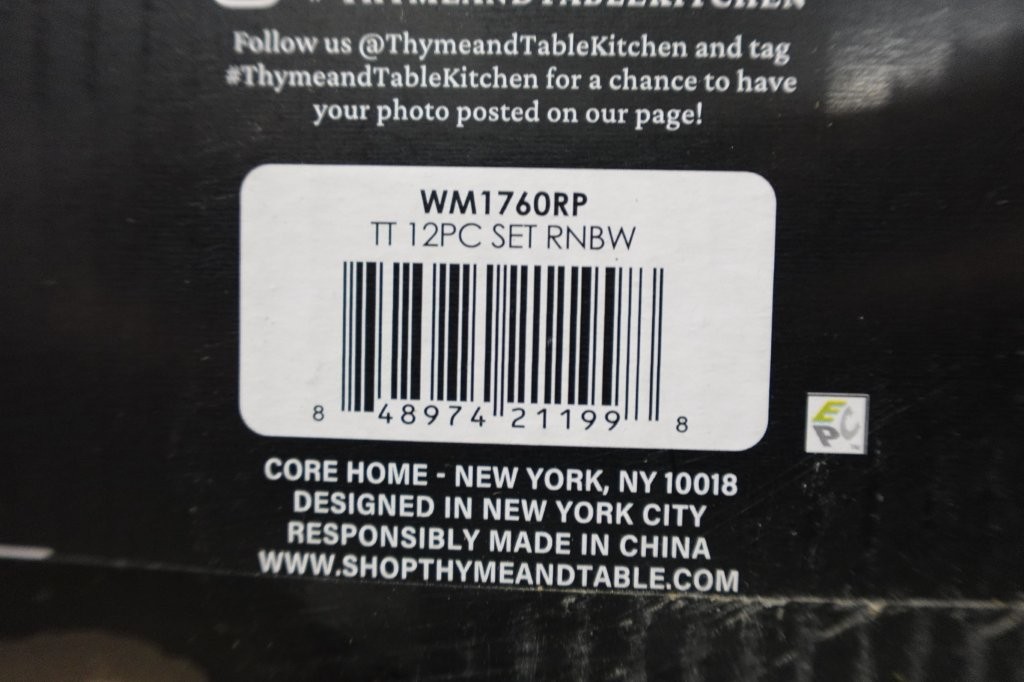 #THYMEANDTABLEKITCHEN
Follow us @ThymeandTableKitchen and tag
#ThymeandTableKitchen for a chance to have
your photo posted on our page!
WM1760RP
TT 12PC SET RNBW
8 48974 21199 8
EPC
CORE HOME - NEW YORK, NY 10018
DESIGNED IN NEW YORK CITY
RESPONSIBLY MADE IN CHINA
WWW.SHOPTHYMEANDTABLE.COM